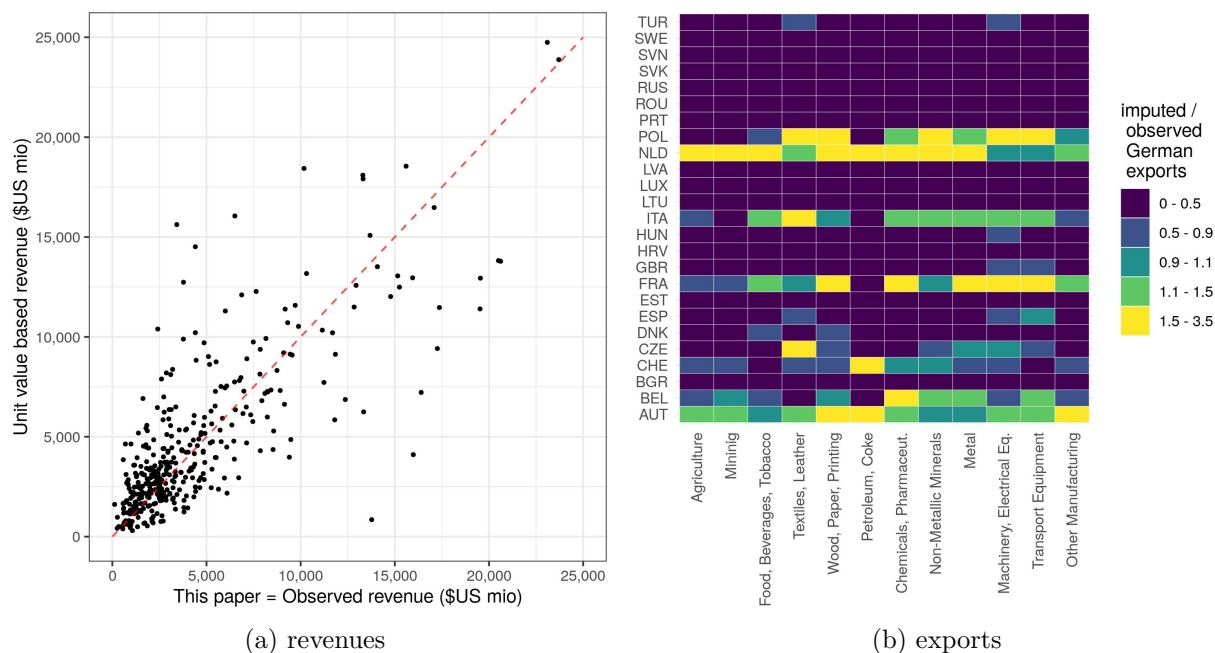 25,000
20,000
15,000
10,000
5,000
0
Unit value based revenue ($US mio)
0
5,000
10,000
15,000
20,000
25,000
This paper = Observed revenue ($US mio)
(a) revenues
TUR
SWE
SVN
SVK
RUS
ROU
PRT
POL
NLD
LVA
LUX
LTU
ITA
HUN
HRV
GBR
FRA
EST
ESP
DNK
CZE
CHE
BGR
BEL
AUT
Agriculture
Mininig
Food, Beverages, Tobacco
Textiles, Leather
Wood, Paper, Printing
Petroleum, Coke
Chemicals, Pharmaceut.
Non-Metallic Minerals
Metal
Machinery, Electrical Eq.
Transport Equipment
Other Manufacturing
imputed /
observed
German
exports
0 - 0.5
0.5 - 0.9
0.9 - 1.1
1.1 - 1.5
1.5 - 3.5
(b) exports